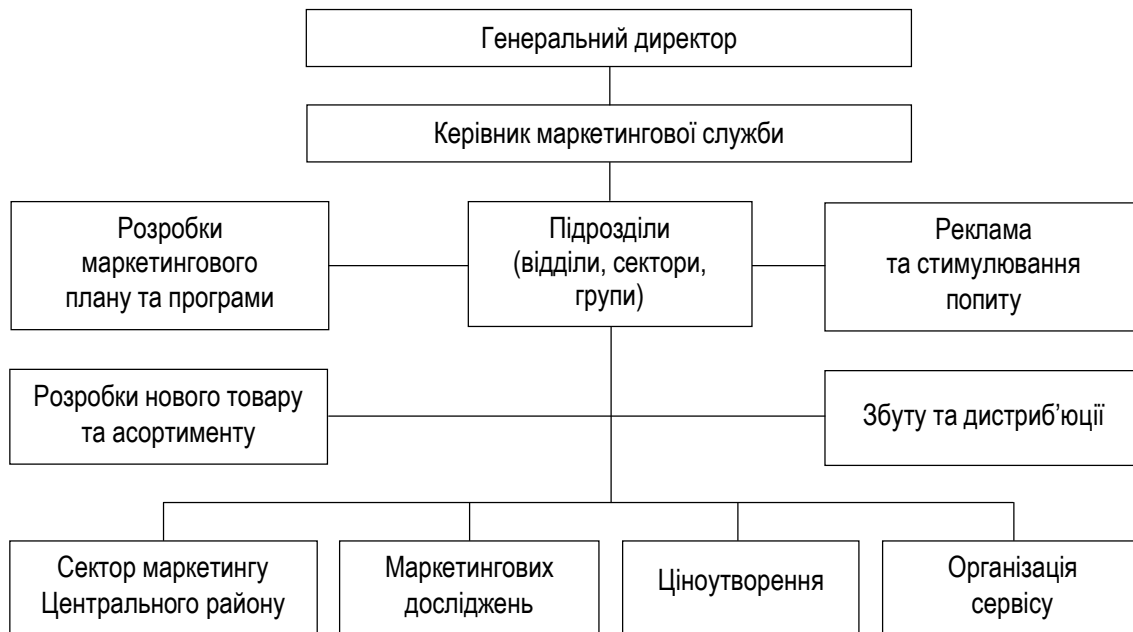 Генеральний директор
Керівник маркетингової служби
Розробки
маркетингового
плану та програми
Підрозділи
(відділи, сектори,
групи)
Реклама
та стимулювання
попиту
Розробки нового товару
та асортименту
Збуту та дистриб’юції
Сектор маркетингу
Центрального району
Маркетингових
досліджень
Ціноутворення
Організація
сервісу